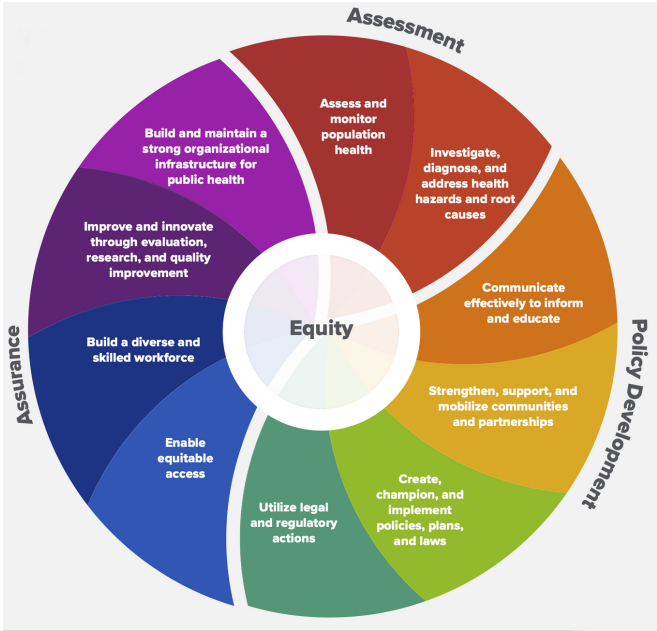 Assessment
Assess and
monitor
population
health
Investigate,
diagnose, and
address health
hazards and root
causes
Policy Development
Communicate
effectively to inform
and educate
Strengthen, support, and
mobilize communities
and partnerships
Create,
champion, and
implement
policies, plans,
and laws
Utilize legal
and regulatory
actions
Assurance
Enable
equitable
access
Build a diverse and
skilled workforce
Improve and innovate
through evaluation,
research, and quality
improvement
Build and maintain a
strong organizational
infrastructure for
public health
Equity